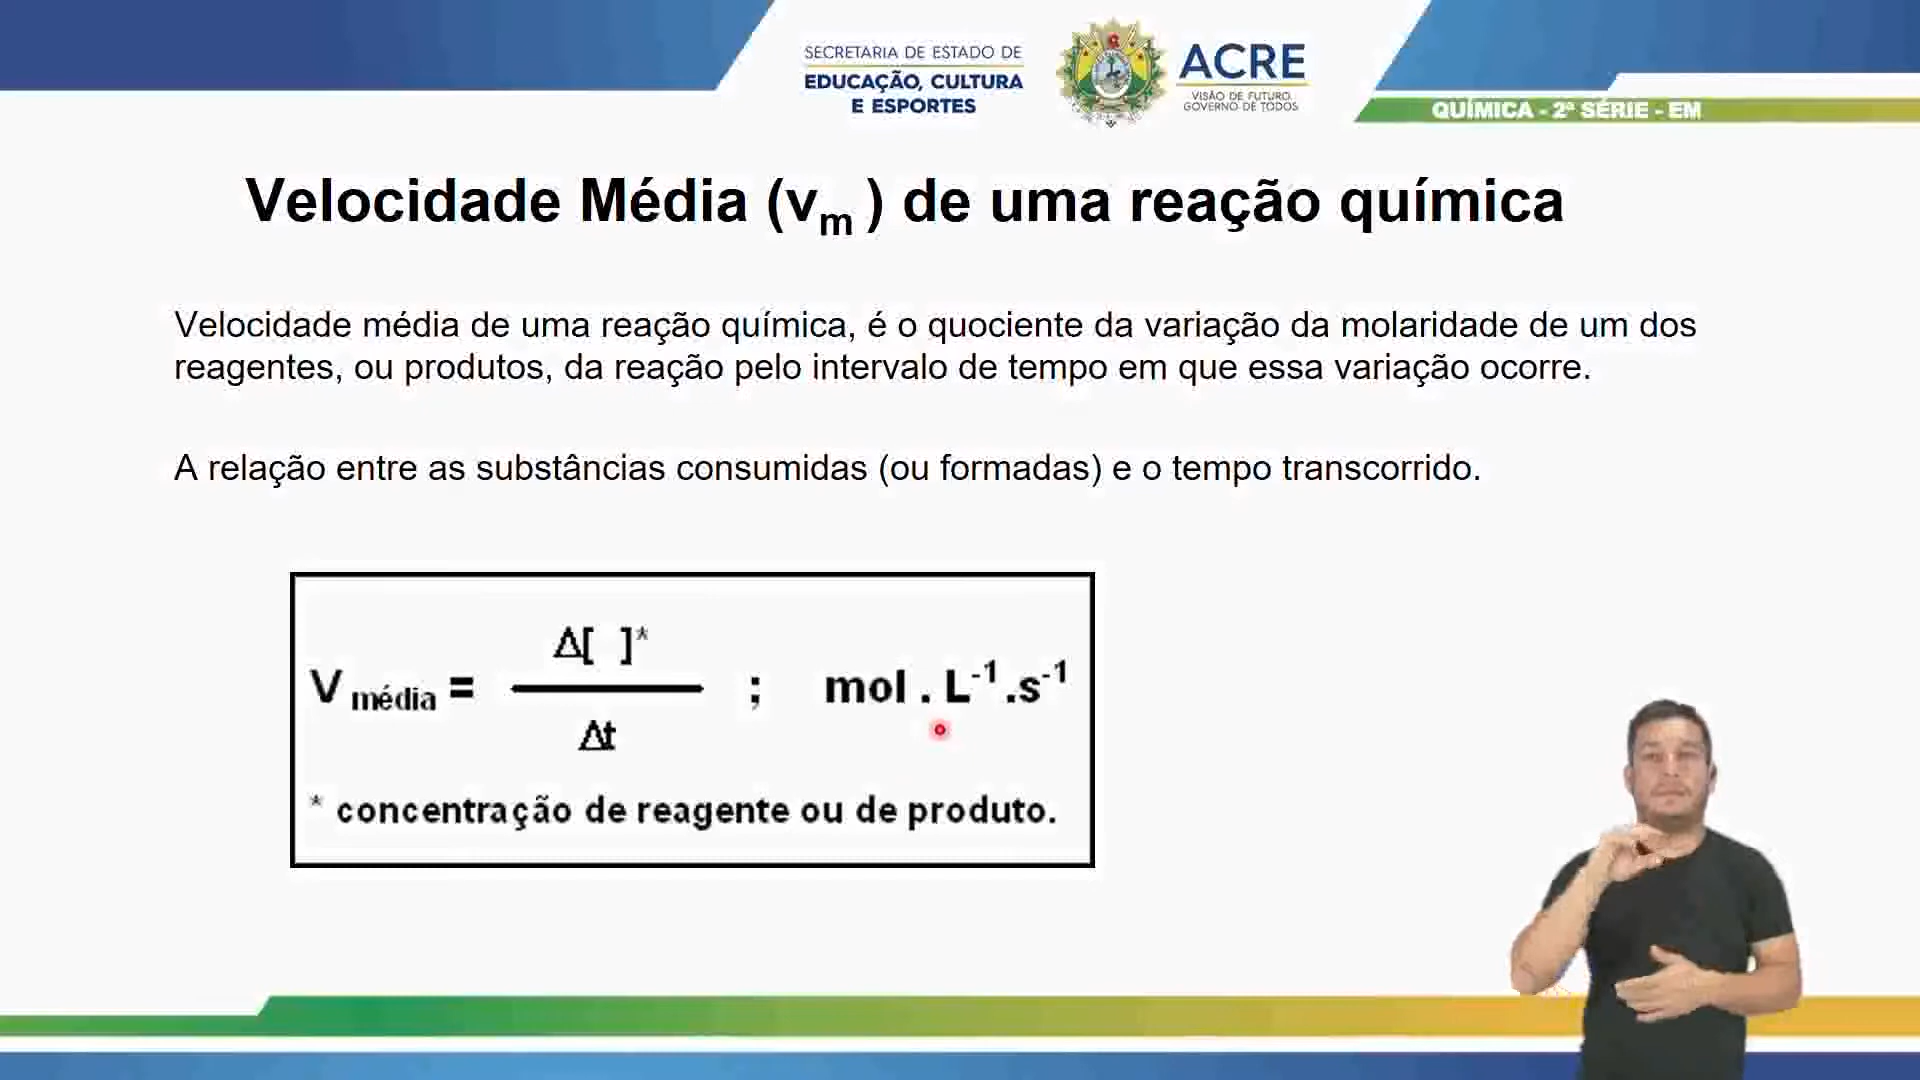 SECRETARIA DE ESTADO DE
EDUCAÇÃO, CULTURA
E ESPORTES
ACRE
VISÃO DE FUTURO,
GOVERNO DE TODOS
QUÍMICA - 2ª SÉRIE - EM
Velocidade Média (vₘ ) de uma reação química
Velocidade média de uma reação química, é o quociente da variação da molaridade de um dos
reagentes, ou produtos, da reação pelo intervalo de tempo em que essa variação ocorre.
A relação entre as substâncias consumidas (ou formadas) e o tempo transcorrido.
Δ[ ]*
V média = ; mol . L⁻¹.s⁻¹
Δt
* concentração de reagente ou de produto.